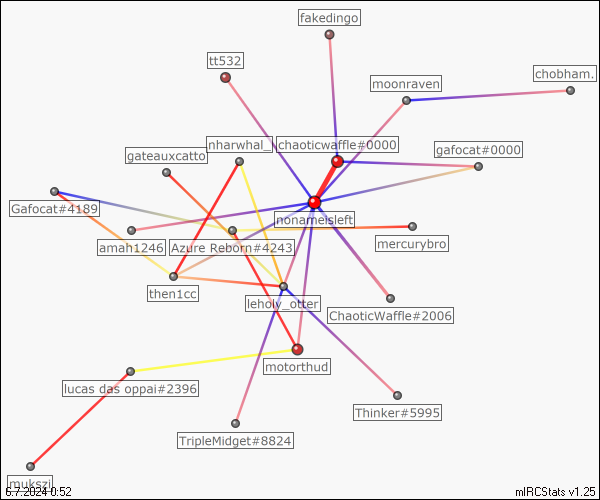 fakedingo
tt532
chobham.
moonraven
nharwhal_
chaoticwaffle#0000
gafocat#0000
gateauxcatto
Gafocat#4189
nonameisleft
amah1246
Azure Reborn#4243
mercurybro
then1cc
leholy_otter
ChaoticWaffle#2006
motorthud
lucas das oppai#2396
Thinker#5995
TripleMidget#8824
mukszi
6.7.2024 0:52
mIRCStats v1.25